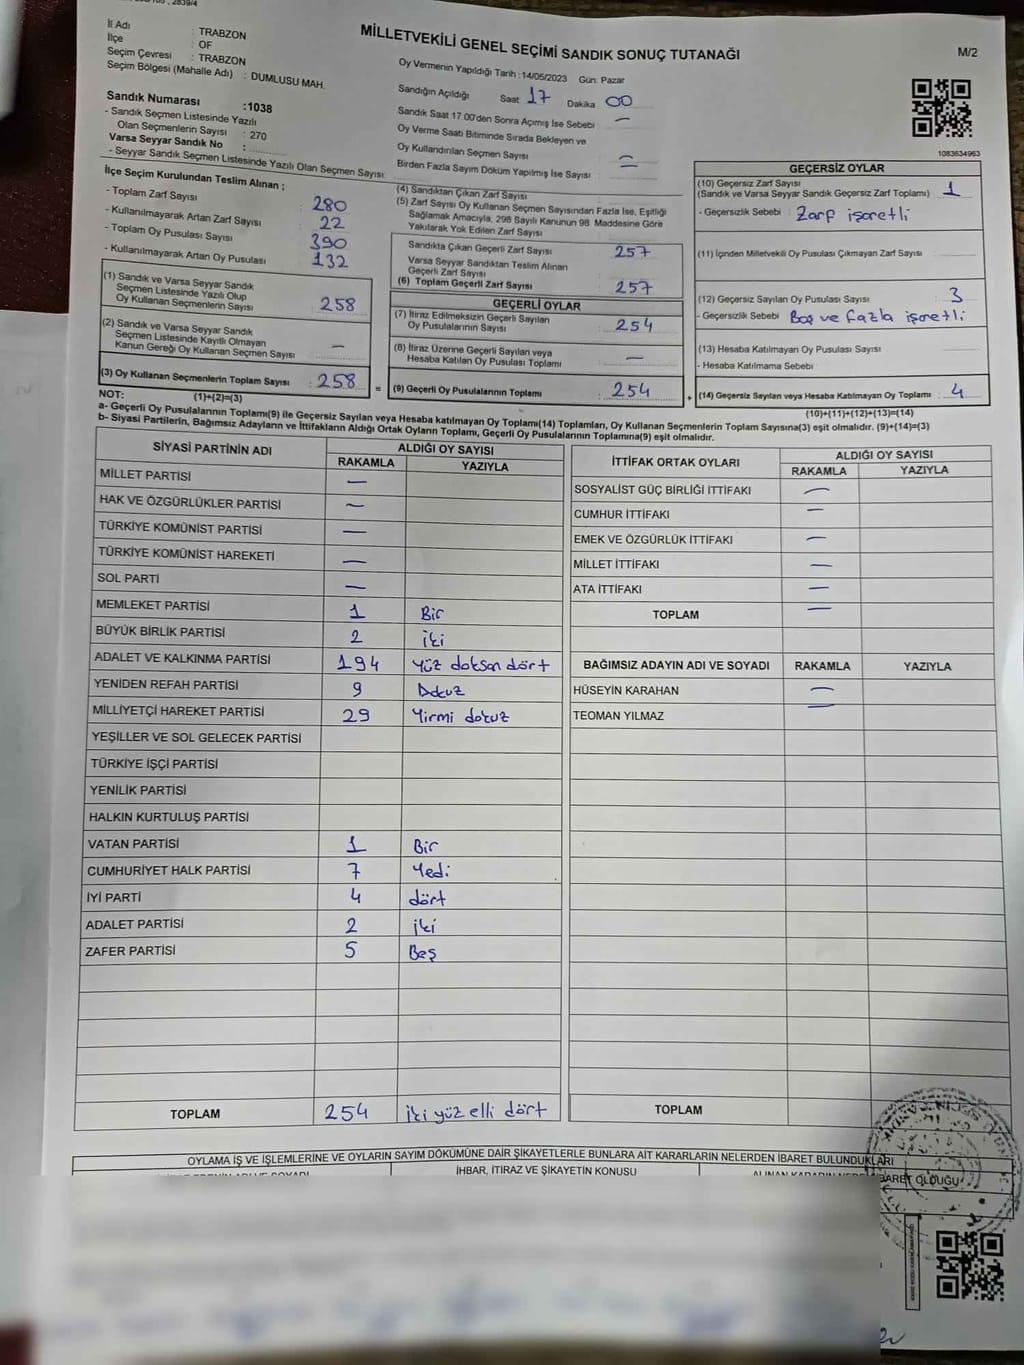 İl Adı : TRABZON
İlçe : OF
Seçim Çevresi : TRABZON
Seçim Bölgesi (Mahalle Adı) : DUMLUSU MAH.
MİLLETVEKİLİ GENEL SEÇİMİ SANDIK SONUÇ TUTANAĞI
M/2
Oy Vermenin Yapıldığı Tarih :14/05/2023 Gün: Pazar
Sandığın Açıldığı Saat 17 Dakika 00
Sandık Saat 17.00'den Sonra Açımış İse Sebebi —
Oy Verme Saati Bitiminde Sırada Bekleyen ve
Oy Kullandırılan Seçmen Sayısı —
Birden Fazla Sayım Döküm Yapılmış İse Sayısı —
Sandık Numarası :1038
- Sandık Seçmen Listesinde Yazılı
Olan Seçmenlerin Sayısı : 270
Varsa Seyyar Sandık No :
- Seyyar Sandık Seçmen Listesinde Yazılı Olan Seçmen Sayısı:
1083634963
İlçe Seçim Kurulundan Teslim Alınan ;
- Toplam Zarf Sayısı 280
- Kullanılmayarak Artan Zarf Sayısı 22
- Toplam Oy Pusulası Sayısı 390
- Kullanılmayarak Artan Oy Pusulası 132
(1) Sandık ve Varsa Seyyar Sandık
Seçmen Listesinde Yazılı Olup
Oy Kullanan Seçmenlerin Sayısı 258
(2) Sandık ve Varsa Seyyar Sandık
Seçmen Listesinde Kayıtlı Olmayan
Kanun Gereği Oy Kullanan Seçmen Sayısı —
(3) Oy Kullanan Seçmenlerin Toplam Sayısı : 258
(1)+(2)=(3)
(4) Sandıktan Çıkan Zarf Sayısı
(5) Zarf Sayısı Oy Kullanan Seçmen Sayısından Fazla İse, Eşitliği
Sağlamak Amacıyla, 298 Sayılı Kanunun 98. Maddesine Göre
Yakılarak Yok Edilen Zarf Sayısı
Sandıkta Çıkan Geçerli Zarf Sayısı 257
Varsa Seyyar Sandıktan Teslim Alınan
Geçerli Zarf Sayısı
(6) Toplam Geçerli Zarf Sayısı 257
GEÇERLİ OYLAR
(7) İtiraz Edilmeksizin Geçerli Sayılan
Oy Pusulalarının Sayısı : 254
(8) İtiraz Üzerine Geçerli Sayılan veya
Hesaba Katılan Oy Pusulası Toplamı —
= (9) Geçerli Oy Pusulalarının Toplamı : 254
GEÇERSİZ OYLAR
(10) Geçersiz Zarf Sayısı
(Sandık ve Varsa Seyyar Sandık Geçersiz Zarf Toplamı) 1
- Geçersizlik Sebebi : Zarf işaretli
(11) İçinden Milletvekili Oy Pusulası Çıkmayan Zarf Sayısı
(12) Geçersiz Sayılan Oy Pusulası Sayısı 3
- Geçersizlik Sebebi Boş ve fazla işaretli
(13) Hesaba Katılmayan Oy Pusulası Sayısı
- Hesaba Katılmama Sebebi
+ (14) Geçersiz Sayılan veya Hesaba Katılmayan Oy Toplamı : 4
(10)+(11)+(12)+(13)=(14)
NOT:
a- Geçerli Oy Pusulalarının Toplamı(9) ile Geçersiz Sayılan veya Hesaba katılmayan Oy Toplamı(14) Toplamları, Oy Kullanan Seçmenlerin Toplam Sayısına(3) eşit olmalıdır. (9)+(14)=(3)
b- Siyasi Partilerin, Bağımsız Adayların ve İttifakların Aldığı Ortak Oyların Toplamı, Geçerli Oy Pusulalarının Toplamına(9) eşit olmalıdır.
SİYASİ PARTİNİN ADI ALDIĞI OY SAYISI
RAKAMLA YAZIYLA
MİLLET PARTİSİ —
HAK VE ÖZGÜRLÜKLER PARTİSİ —
TÜRKİYE KOMÜNİST PARTİSİ —
TÜRKİYE KOMÜNİST HAREKETİ —
SOL PARTİ —
MEMLEKET PARTİSİ 1 Bir
BÜYÜK BİRLİK PARTİSİ 2 iki
ADALET VE KALKINMA PARTİSİ 194 Yüz doksan dört
YENİDEN REFAH PARTİSİ 9 Dokuz
MİLLİYETÇİ HAREKET PARTİSİ 29 Yirmi dokuz
YEŞİLLER VE SOL GELECEK PARTİSİ
TÜRKİYE İŞÇİ PARTİSİ
YENİLİK PARTİSİ
HALKIN KURTULUŞ PARTİSİ
VATAN PARTİSİ 1 Bir
CUMHURİYET HALK PARTİSİ 7 Yedi
İYİ PARTİ 4 dört
ADALET PARTİSİ 2 iki
ZAFER PARTİSİ 5 Beş
TOPLAM 254 iki yüz elli dört
İTTİFAK ORTAK OYLARI ALDIĞI OY SAYISI
RAKAMLA YAZIYLA
SOSYALİST GÜÇ BİRLİĞİ İTTİFAKI —
CUMHUR İTTİFAKI —
EMEK VE ÖZGÜRLÜK İTTİFAKI —
MİLLET İTTİFAKI —
ATA İTTİFAKI —
TOPLAM —
BAĞIMSIZ ADAYIN ADI VE SOYADI RAKAMLA YAZIYLA
HÜSEYİN KARAHAN —
TEOMAN YILMAZ —
TOPLAM
OYLAMA İŞ VE İŞLEMLERİNE VE OYLARIN SAYIM DÖKÜMÜNE DAİR ŞİKAYETLERLE BUNLARA AİT KARARLARIN NELERDEN İBARET BULUNDUKLARI
İHBAR, İTİRAZ VE ŞİKAYETİN KONUSU
OLDUĞU